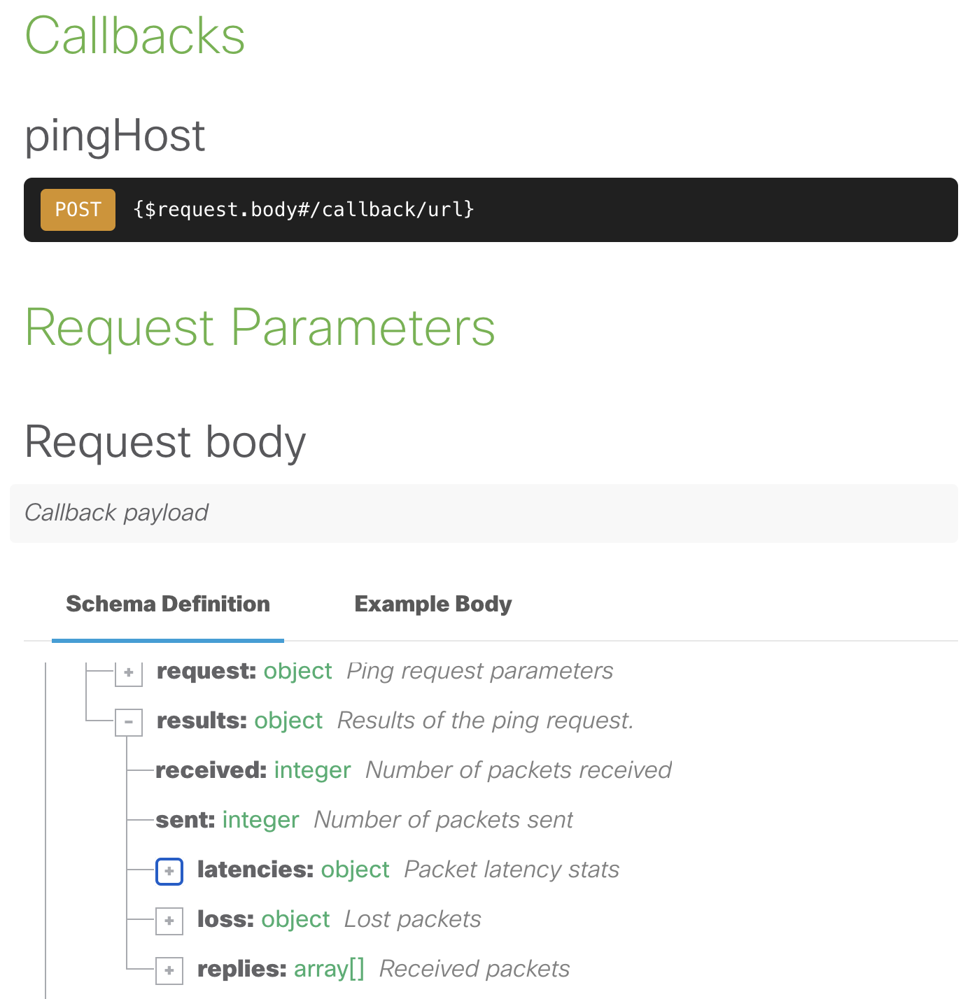 Callbacks
pingHost
POST {$request.body#/callback/url}
Request Parameters
Request body
Callback payload
Schema Definition Example Body
+ request: object Ping request parameters
- results: object Results of the ping request.
received: integer Number of packets received
sent: integer Number of packets sent
+ latencies: object Packet latency stats
+ loss: object Lost packets
+ replies: array[] Received packets